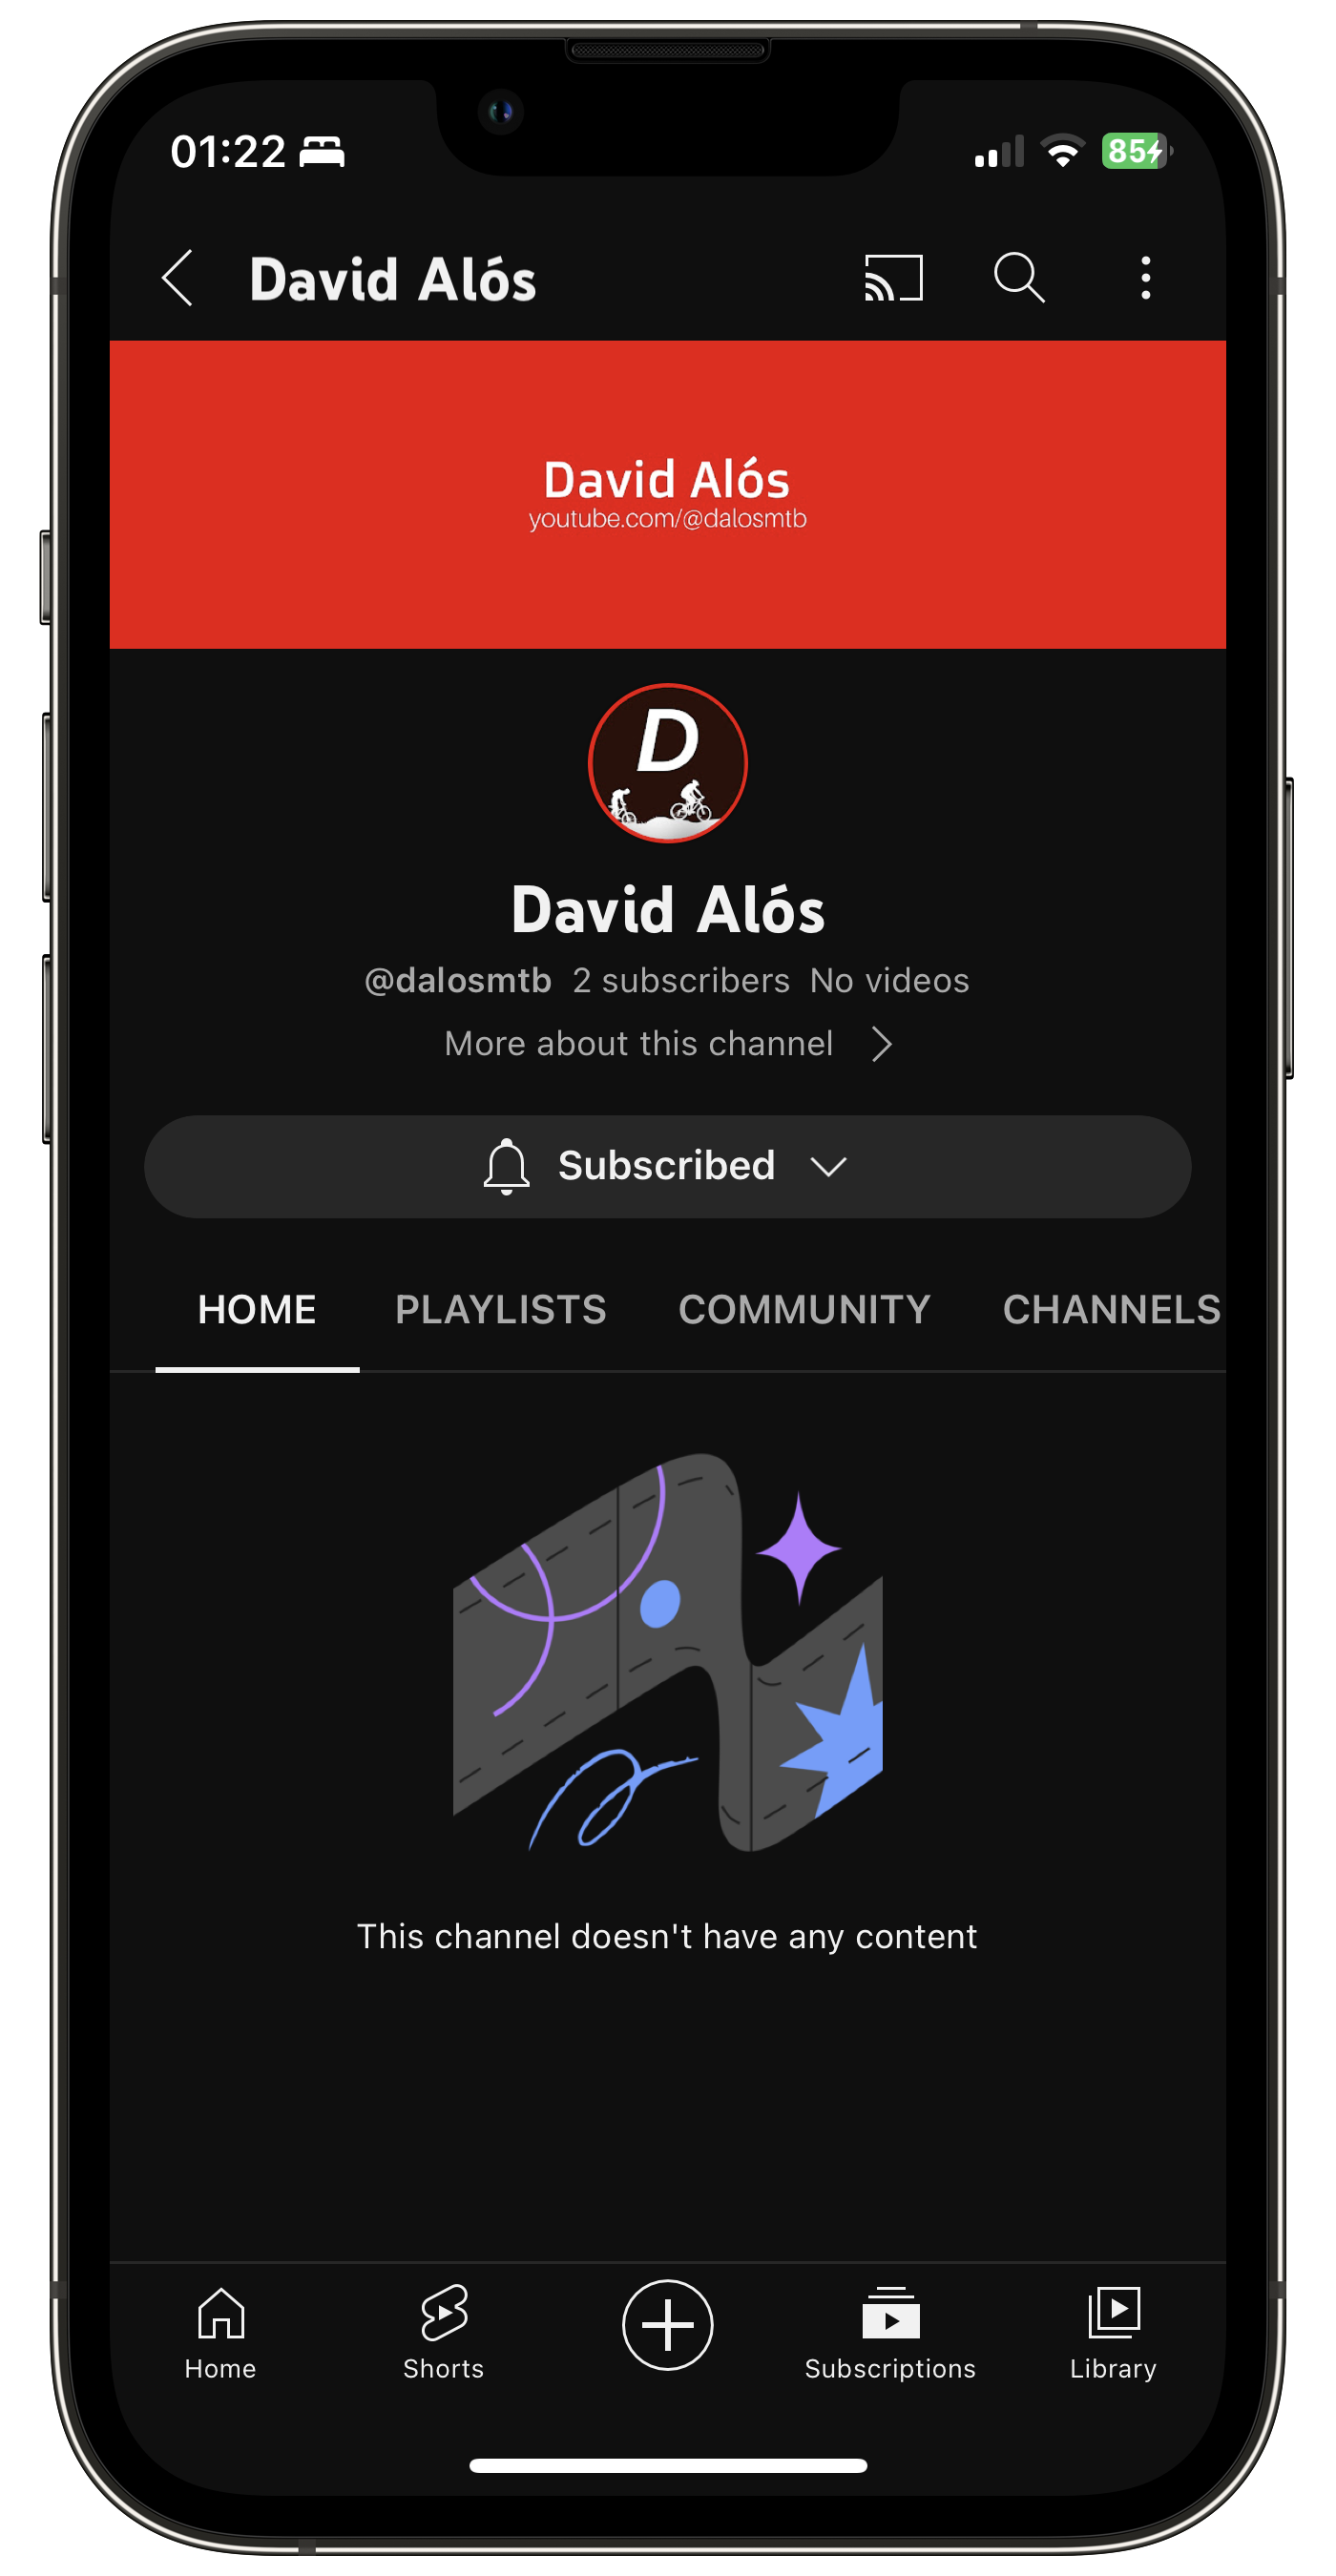 01:22 85
David Alós
David Alós
youtube.com/@dalosmtb
D
David Alós
@dalosmtb 2 subscribers No videos
More about this channel
Subscribed
HOME PLAYLISTS COMMUNITY CHANNELS
This channel doesn't have any content
Home Shorts Subscriptions Library